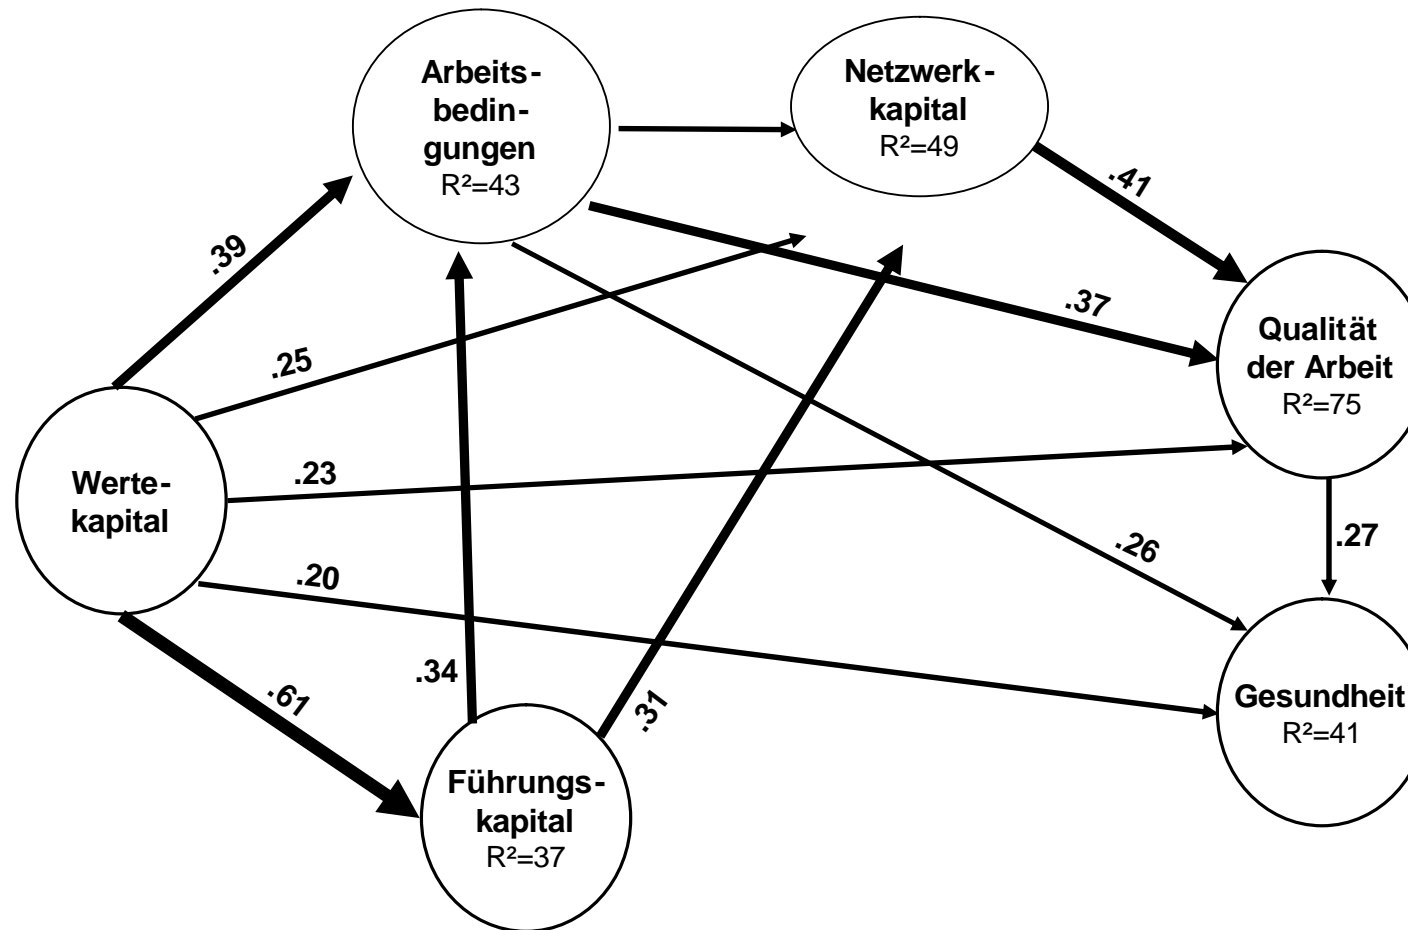 Arbeits-
bedin-
gungen
R²=43
Netzwerk-
kapital
R²=49
.41
.39
.37
.25
Qualität
der Arbeit
R²=75
Werte-
kapital
.23
.26
.27
.20
.34
.31
.61
Gesundheit
R²=41
Führungs-
kapital
R²=37